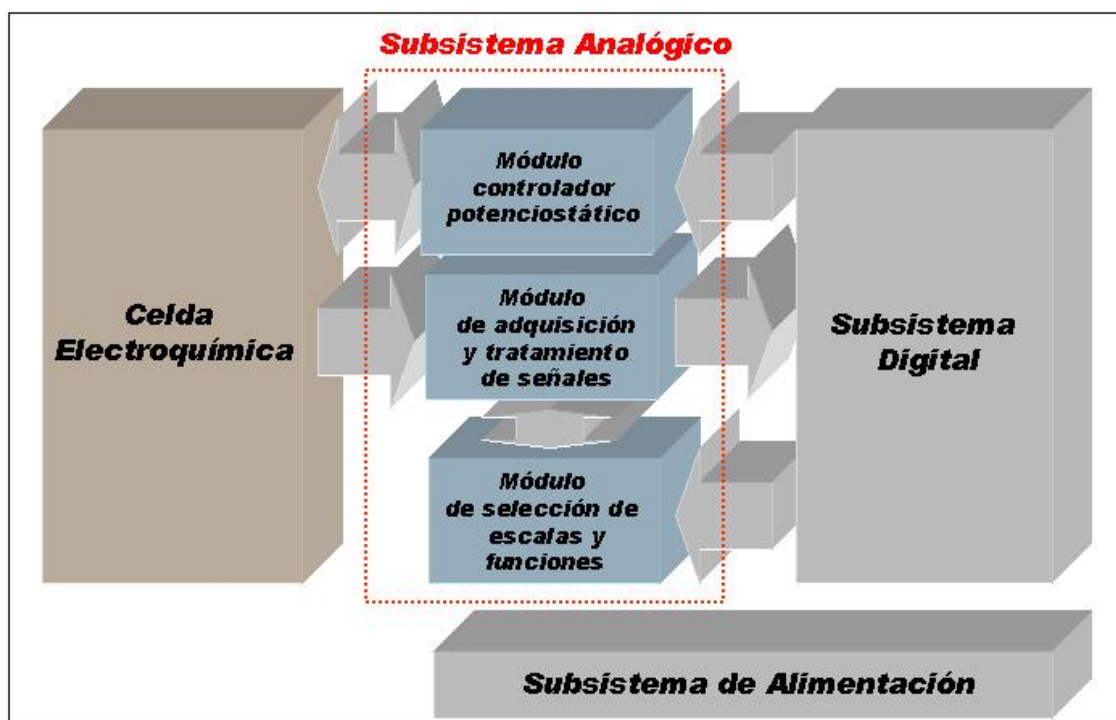 Subsistema Analógico
Módulo
controlador
potenciostático
Celda
Electroquímica
Módulo
de adquisición
y tratamiento
de señales
Subsistema
Digital
Módulo
de selección de
escalas y
funciones
Subsistema de Alimentación